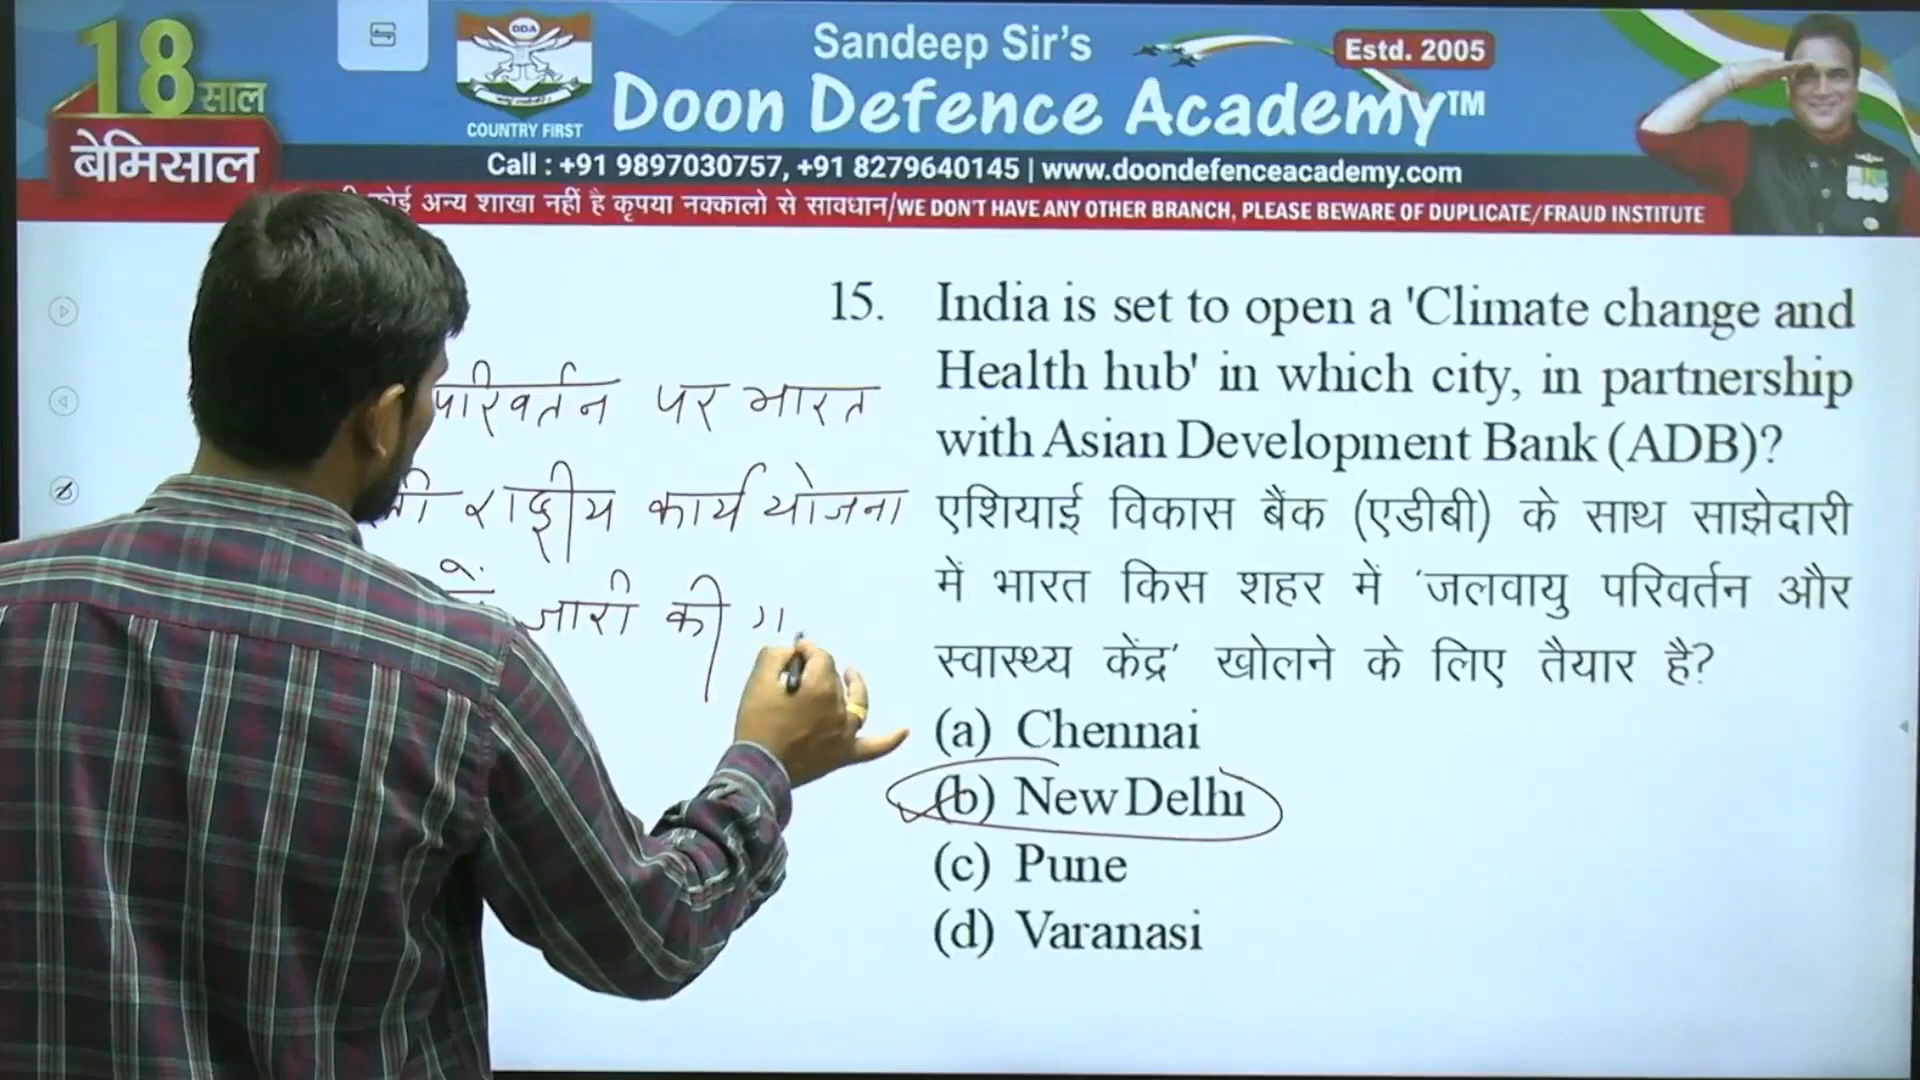 18 साल
बेमिसाल
DDA
COUNTRY FIRST
Sandeep Sir's
Estd. 2005
Doon Defence Academy™
Call : +91 9897030757, +91 8279640145 | www.doondefenceacademy.com
कोई अन्य शाखा नहीं है कृपया नक्कालो से सावधान/WE DON'T HAVE ANY OTHER BRANCH, PLEASE BEWARE OF DUPLICATE/FRAUD INSTITUTE
परिवर्तन पर भारत
राष्ट्रीय कार्य योजना
में जारी की
15. India is set to open a 'Climate change and
Health hub' in which city, in partnership
with Asian Development Bank (ADB)?
एशियाई विकास बैंक (एडीबी) के साथ साझेदारी
में भारत किस शहर में 'जलवायु परिवर्तन और
स्वास्थ्य केंद्र' खोलने के लिए तैयार है?
(a) Chennai
(b) New Delhi
(c) Pune
(d) Varanasi